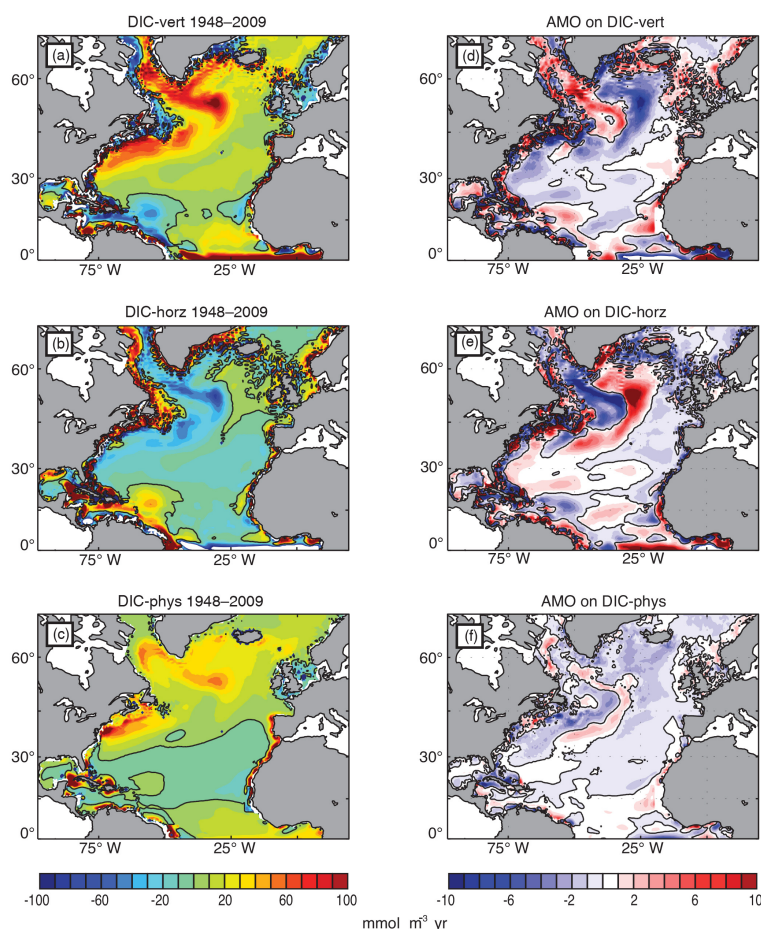 DIC-vert 1948–2009
(a)
60°
30°
0°
75° W
25° W
AMO on DIC-vert
(d)
60°
30°
0°
75° W
25° W
DIC-horz 1948–2009
(b)
60°
30°
0°
75° W
25° W
AMO on DIC-horz
(e)
60°
30°
0°
75° W
25° W
DIC-phys 1948–2009
(c)
60°
30°
0°
75° W
25° W
AMO on DIC-phys
(f)
60°
30°
0°
75° W
25° W
-100 -60 -20 20 60 100
-10 -6 -2 2 6 10
mmol m⁻³ yr